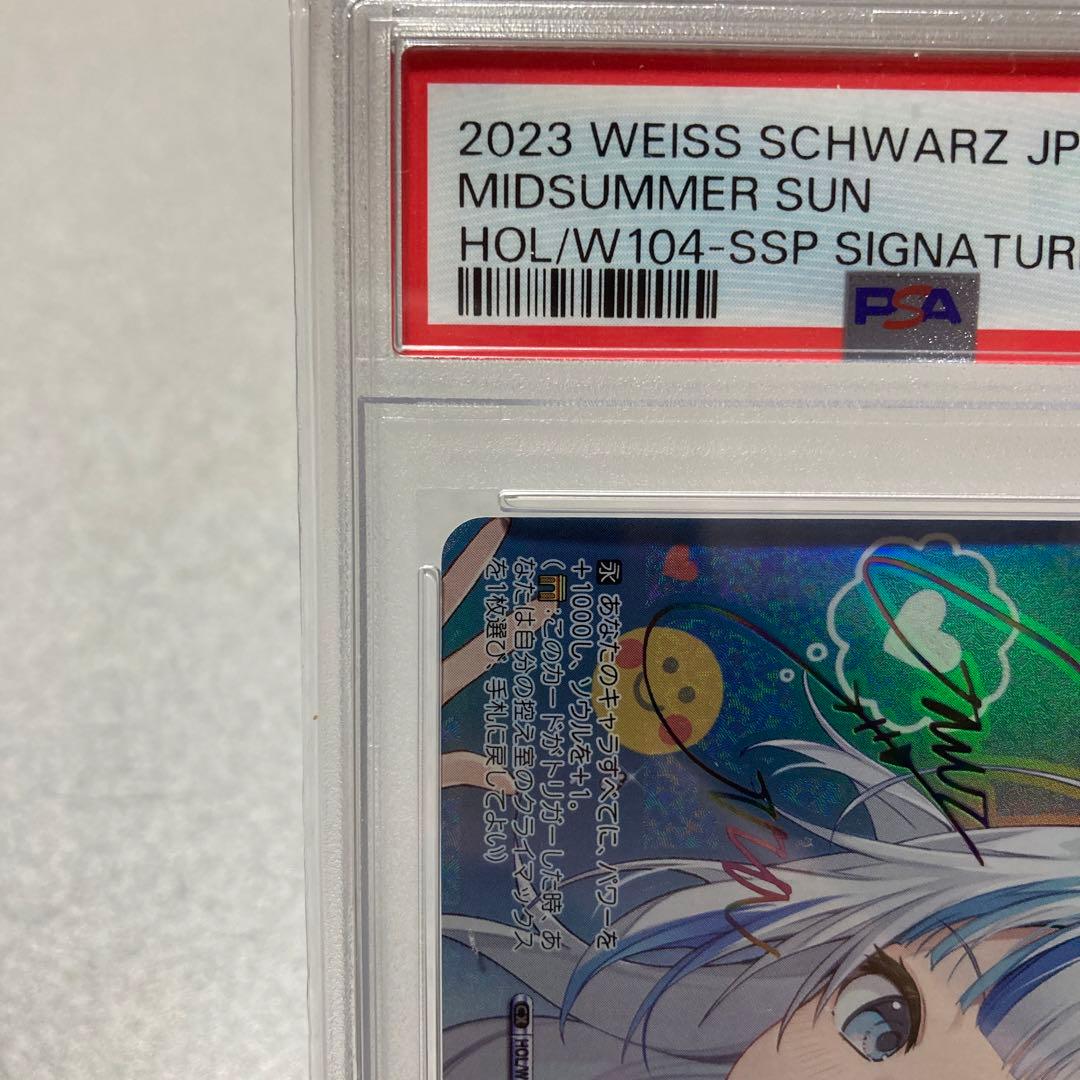 2023 WEISS SCHWARZ JP
MIDSUMMER SUN
HOL/W104-SSP SIGNATURE
PSA
永 あなたのキャラすべてに、パワーを
+1000し、ソウルを+1。
( :このカードがトリガーした時、あ
なたは自分の控え室のクライマックス
を1枚選び、手札に戻してよい)
CX HOL/W